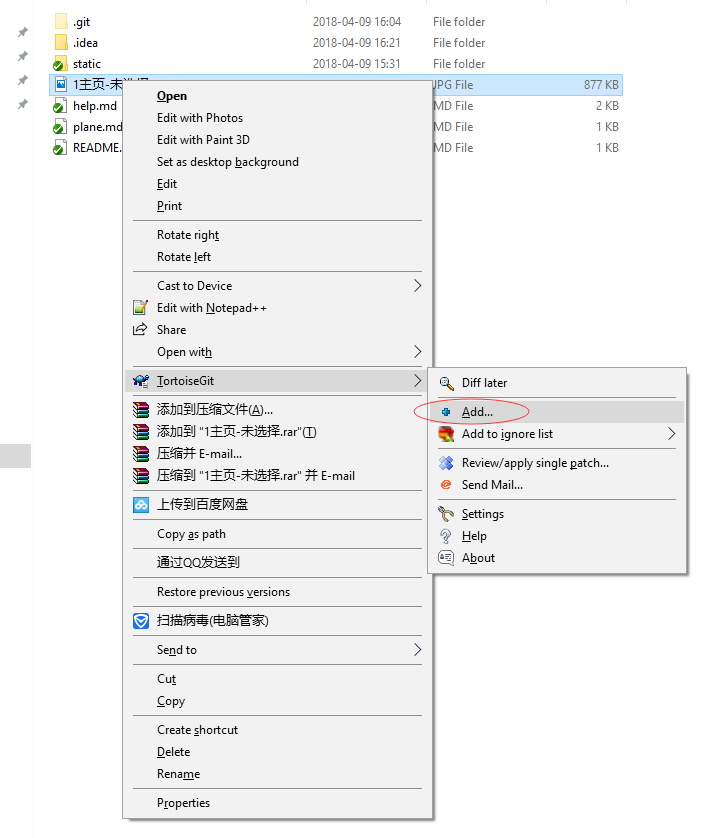 .git 2018-04-09 16:04 File folder
.idea 2018-04-09 16:21 File folder
static 2018-04-09 15:31 File folder
1主页-未选择 JPG File 877 KB
help.md MD File 2 KB
plane.md MD File 1 KB
README. MD File 1 KB
Open
Edit with Photos
Edit with Paint 3D
Set as desktop background
Edit
Print
Rotate right
Rotate left
Cast to Device
Edit with Notepad++
Share
Open with
TortoiseGit
添加到压缩文件(A)...
添加到 "1主页-未选择.rar"(T)
压缩并 E-mail...
压缩到 "1主页-未选择.rar" 并 E-mail
上传到百度网盘
Copy as path
通过QQ发送到
Restore previous versions
扫描病毒(电脑管家)
Send to
Cut
Copy
Create shortcut
Delete
Rename
Properties
Diff later
Add...
Add to ignore list
Review/apply single patch...
Send Mail...
Settings
Help
About